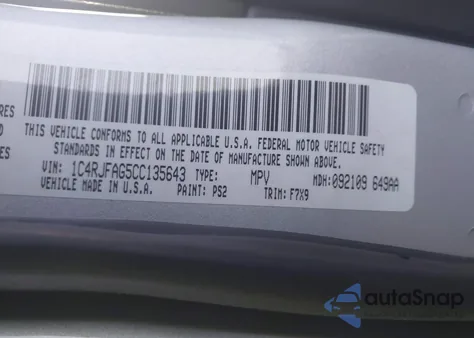 RES
THIS VEHICLE CONFORMS TO ALL APPLICABLE U.S.A. FEDERAL MOTOR VEHICLE SAFETY
STANDARDS IN EFFECT ON THE DATE OF MANUFACTURE SHOWN ABOVE.
VIN: 1C4RJFAG5CC135643 TYPE: MPV MDH:092109 649AA
MADE IN U.S.A. PAINT: PS2 TRIM: F7X9
autoSnap